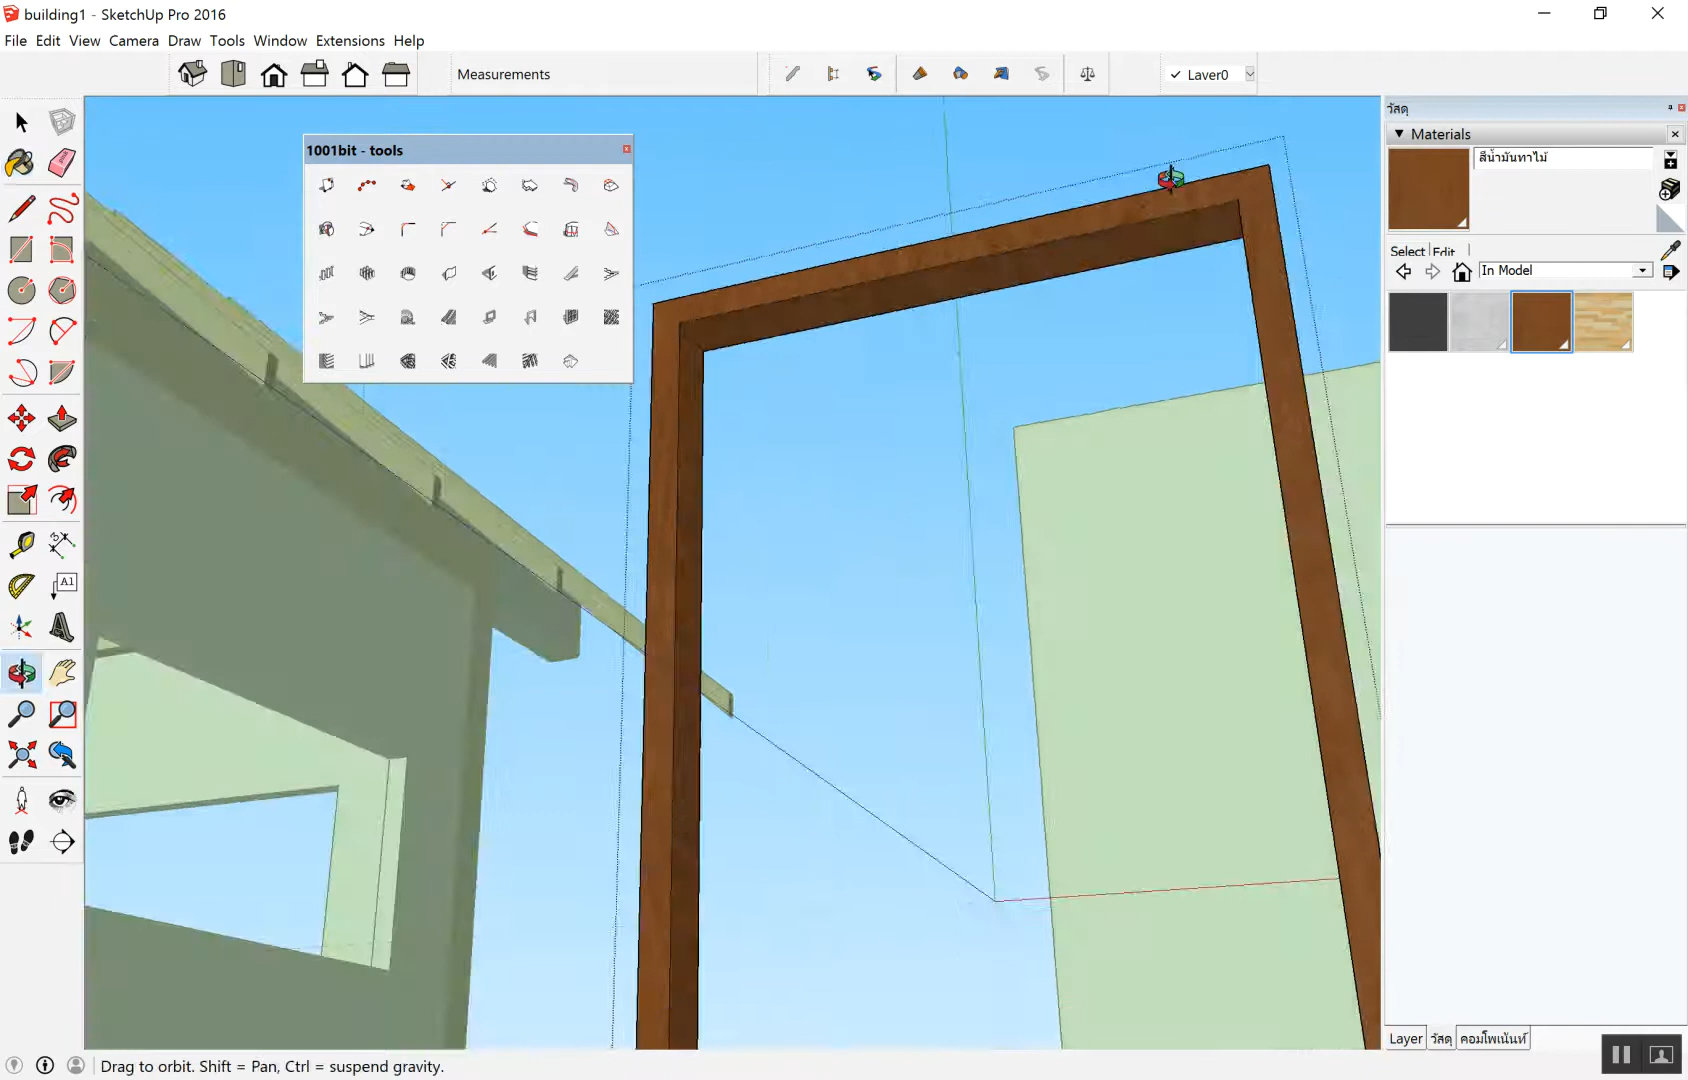 building1 - SketchUp Pro 2016
File Edit View Camera Draw Tools Window Extensions Help
Measurements
Layer0
วัสดุ
Materials
1001bit - tools
สีน้ำมันทาไม้
Select Edit
In Model
A1
Layer วัสดุ คอมโพเน้นท์
Drag to orbit. Shift = Pan, Ctrl = suspend gravity.